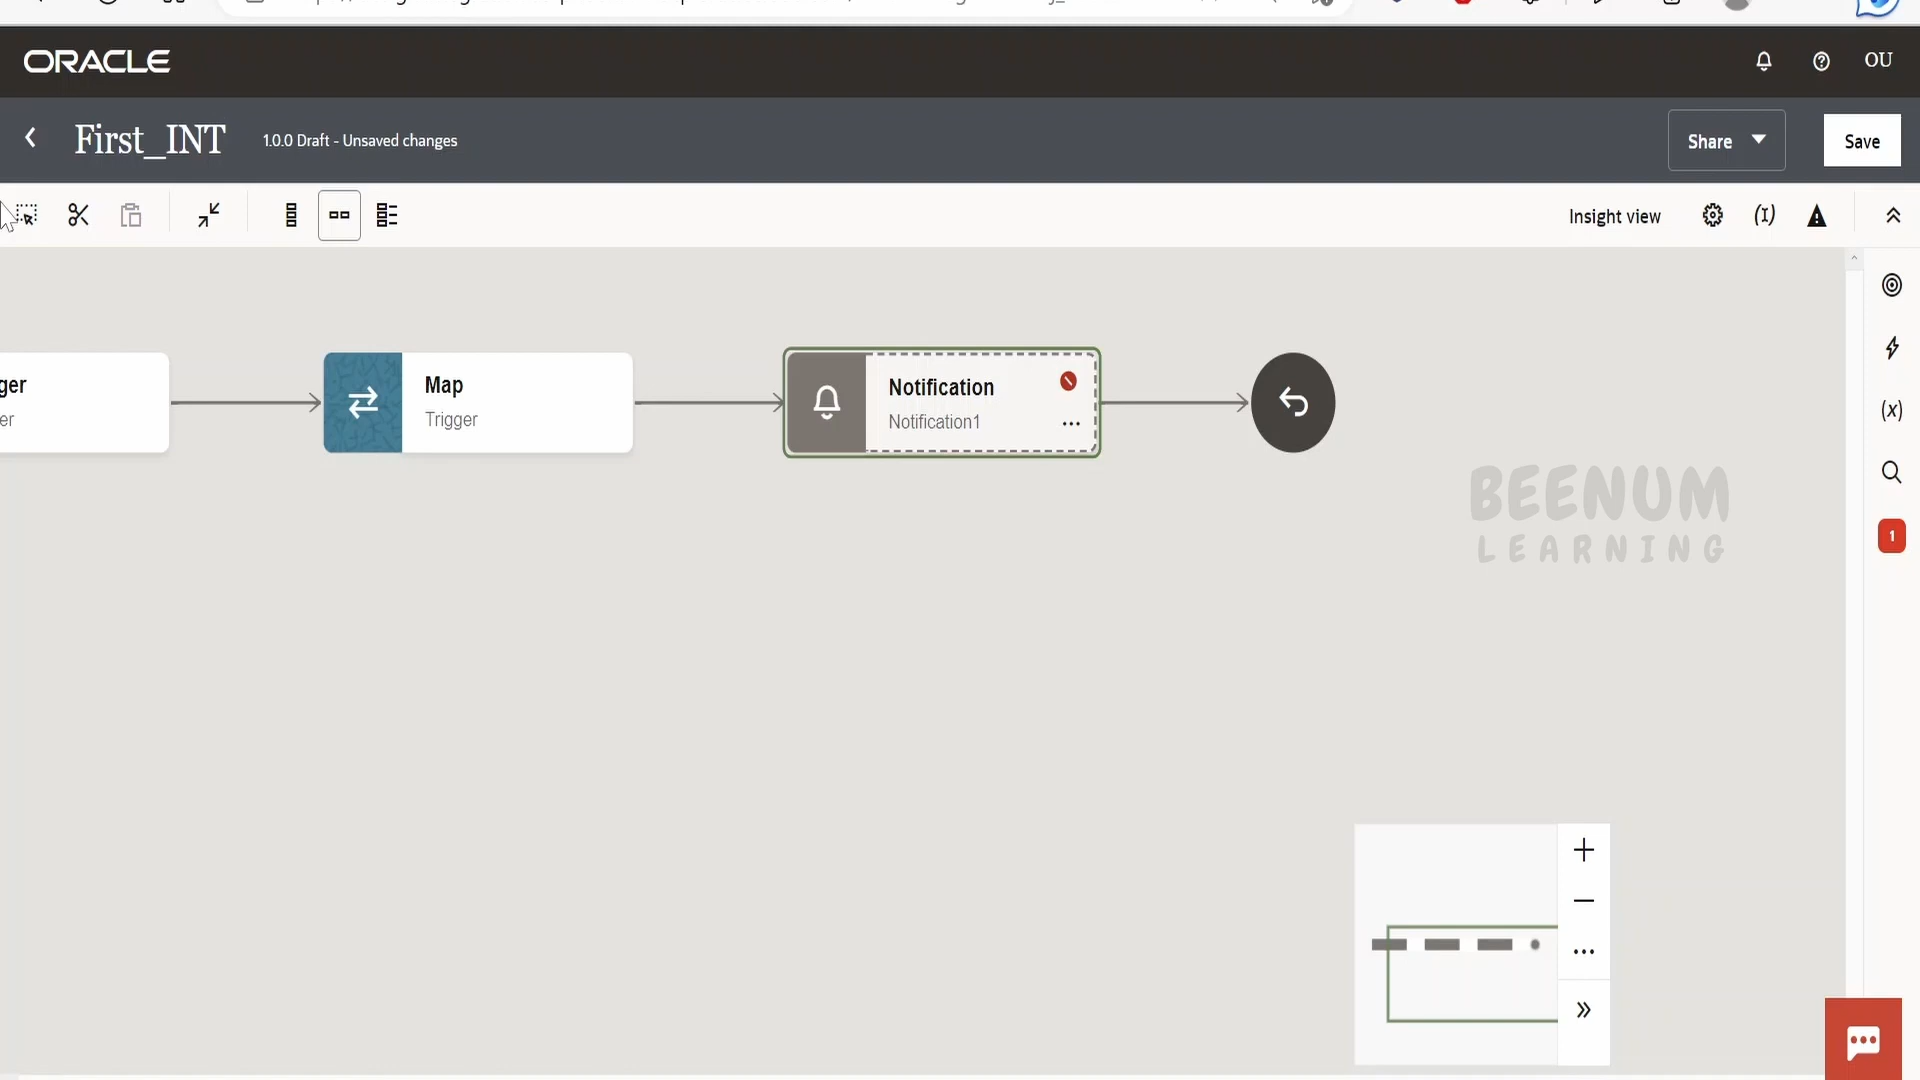 ORACLE
OU
First_INT
1.0.0 Draft - Unsaved changes
Share
Save
Insight view
ger
er
Map
Trigger
Notification
Notification1
BEENUM
LEARNING
1